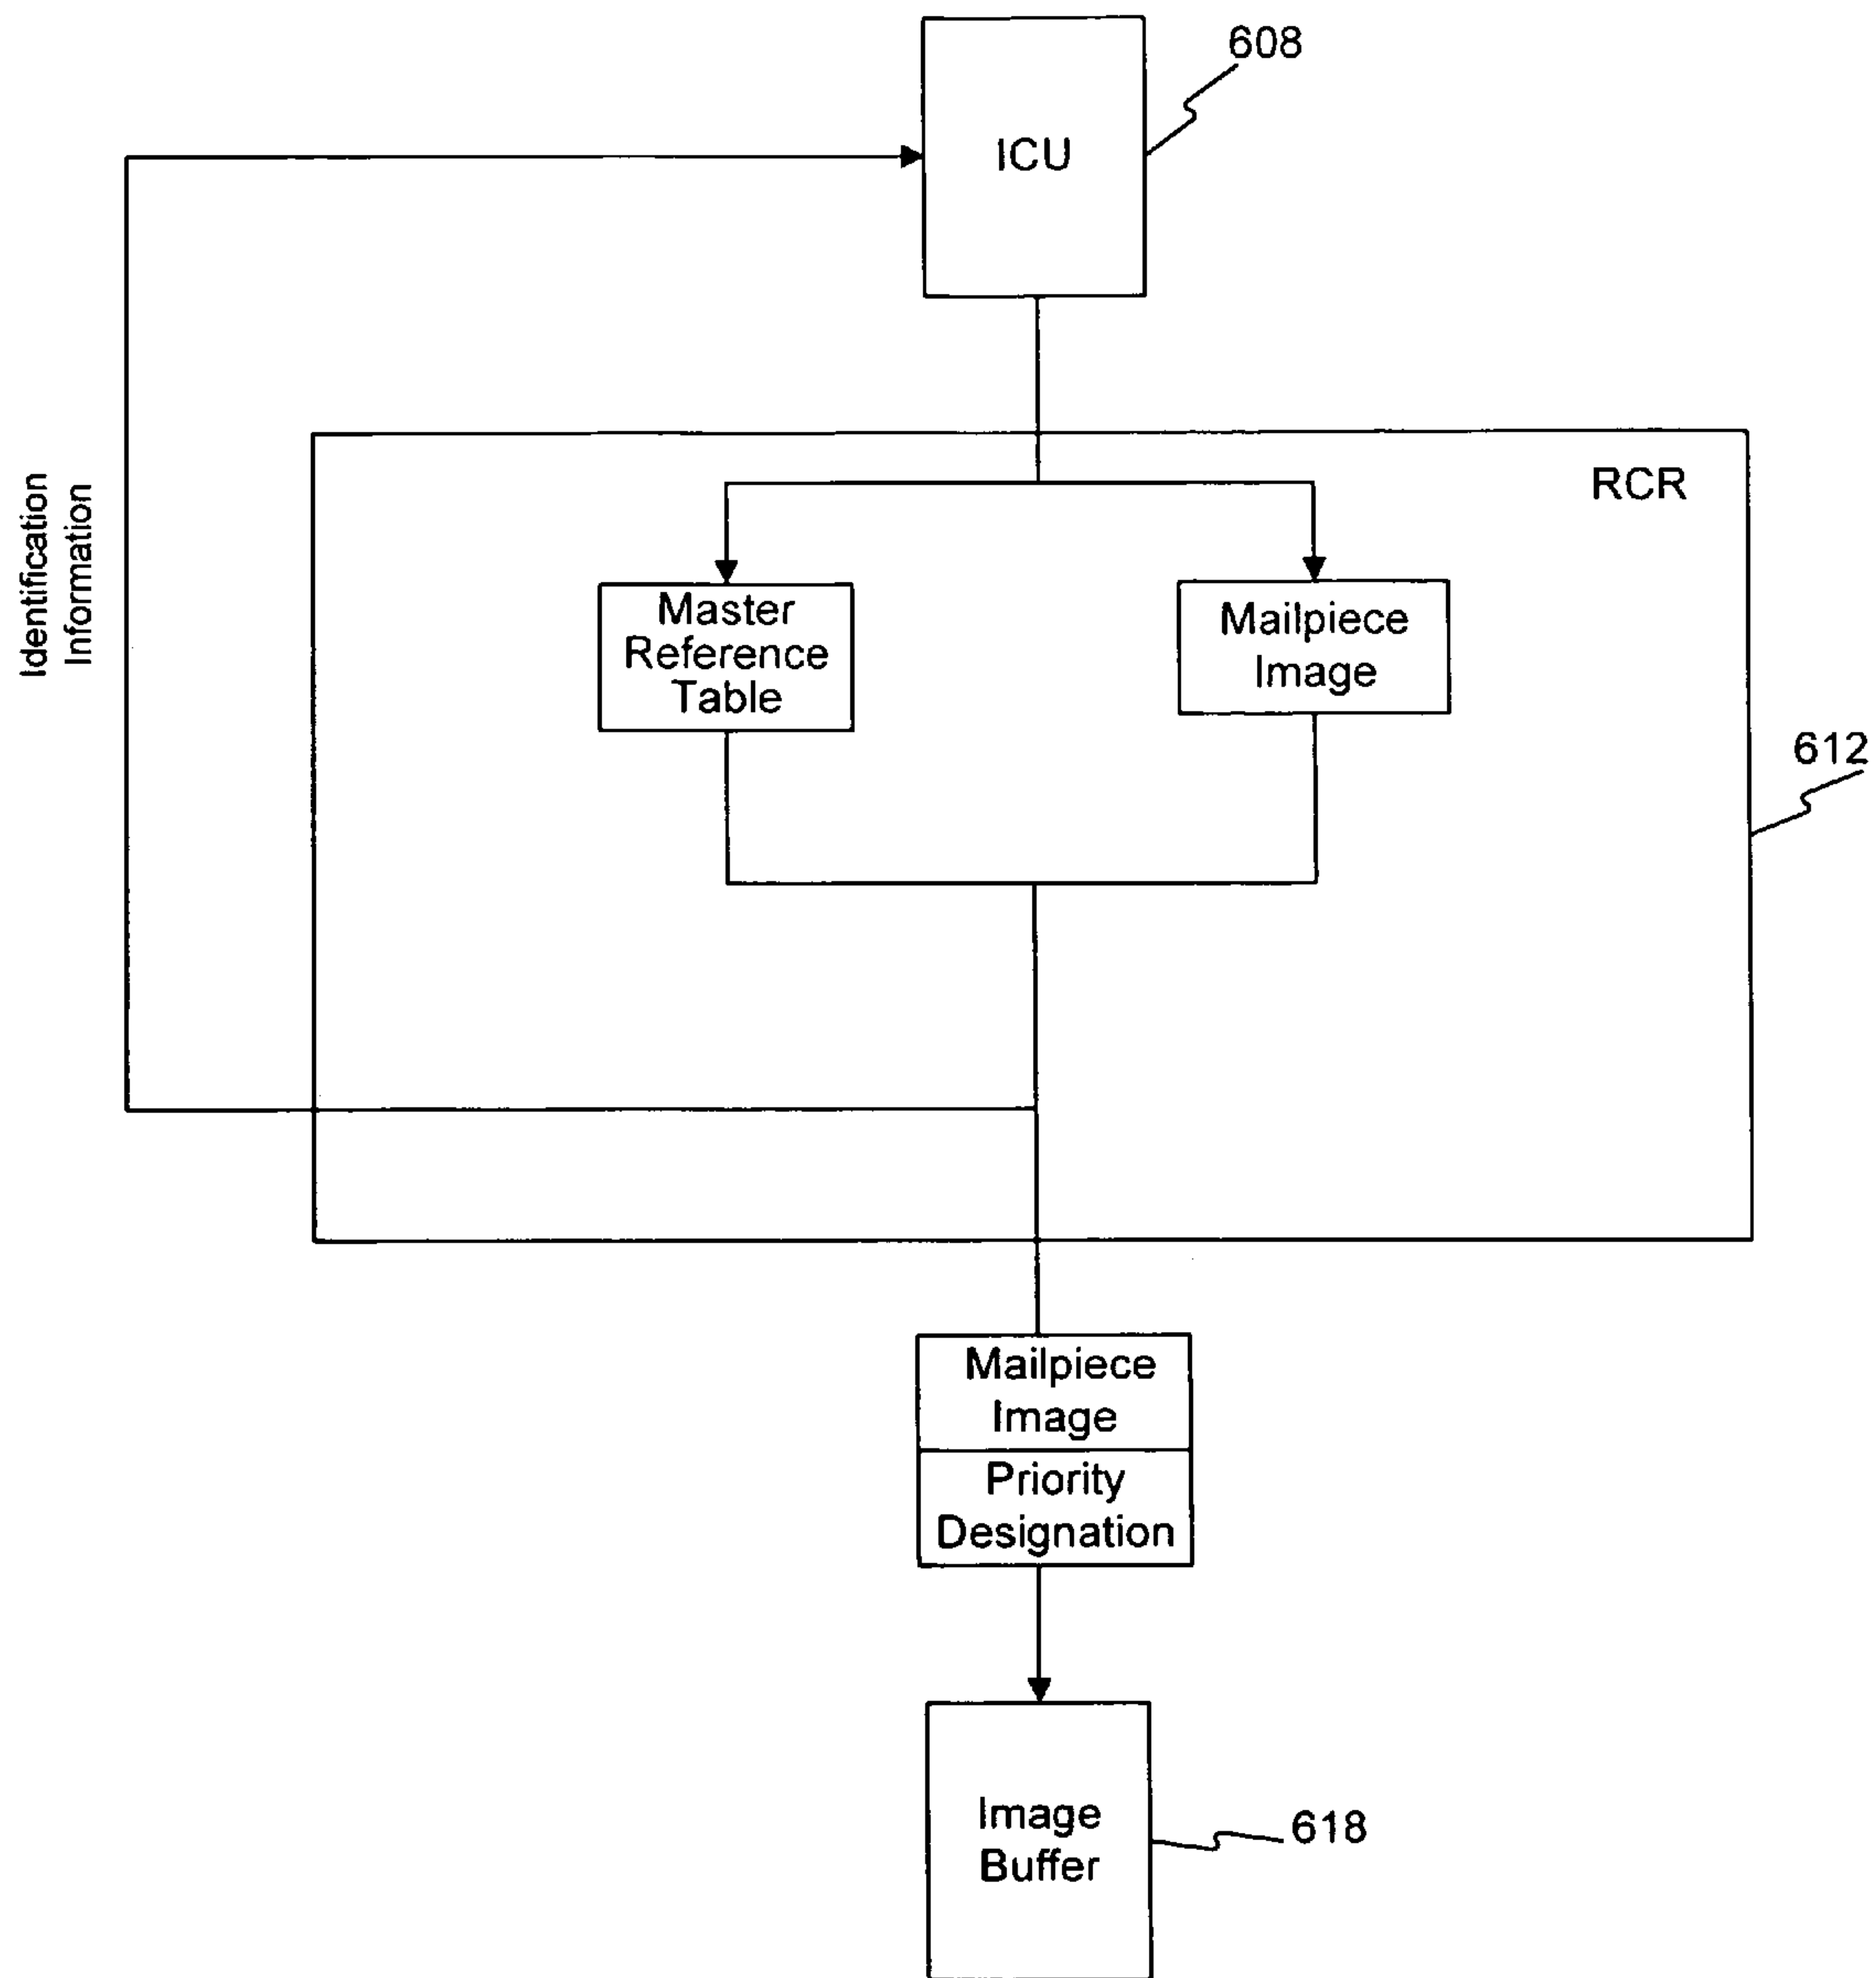 608
ICU
RCR
Identification
Information
Master
Reference
Table
Mailpiece
Image
612
Mailpiece
Image
Priority
Designation
Image
Buffer
618